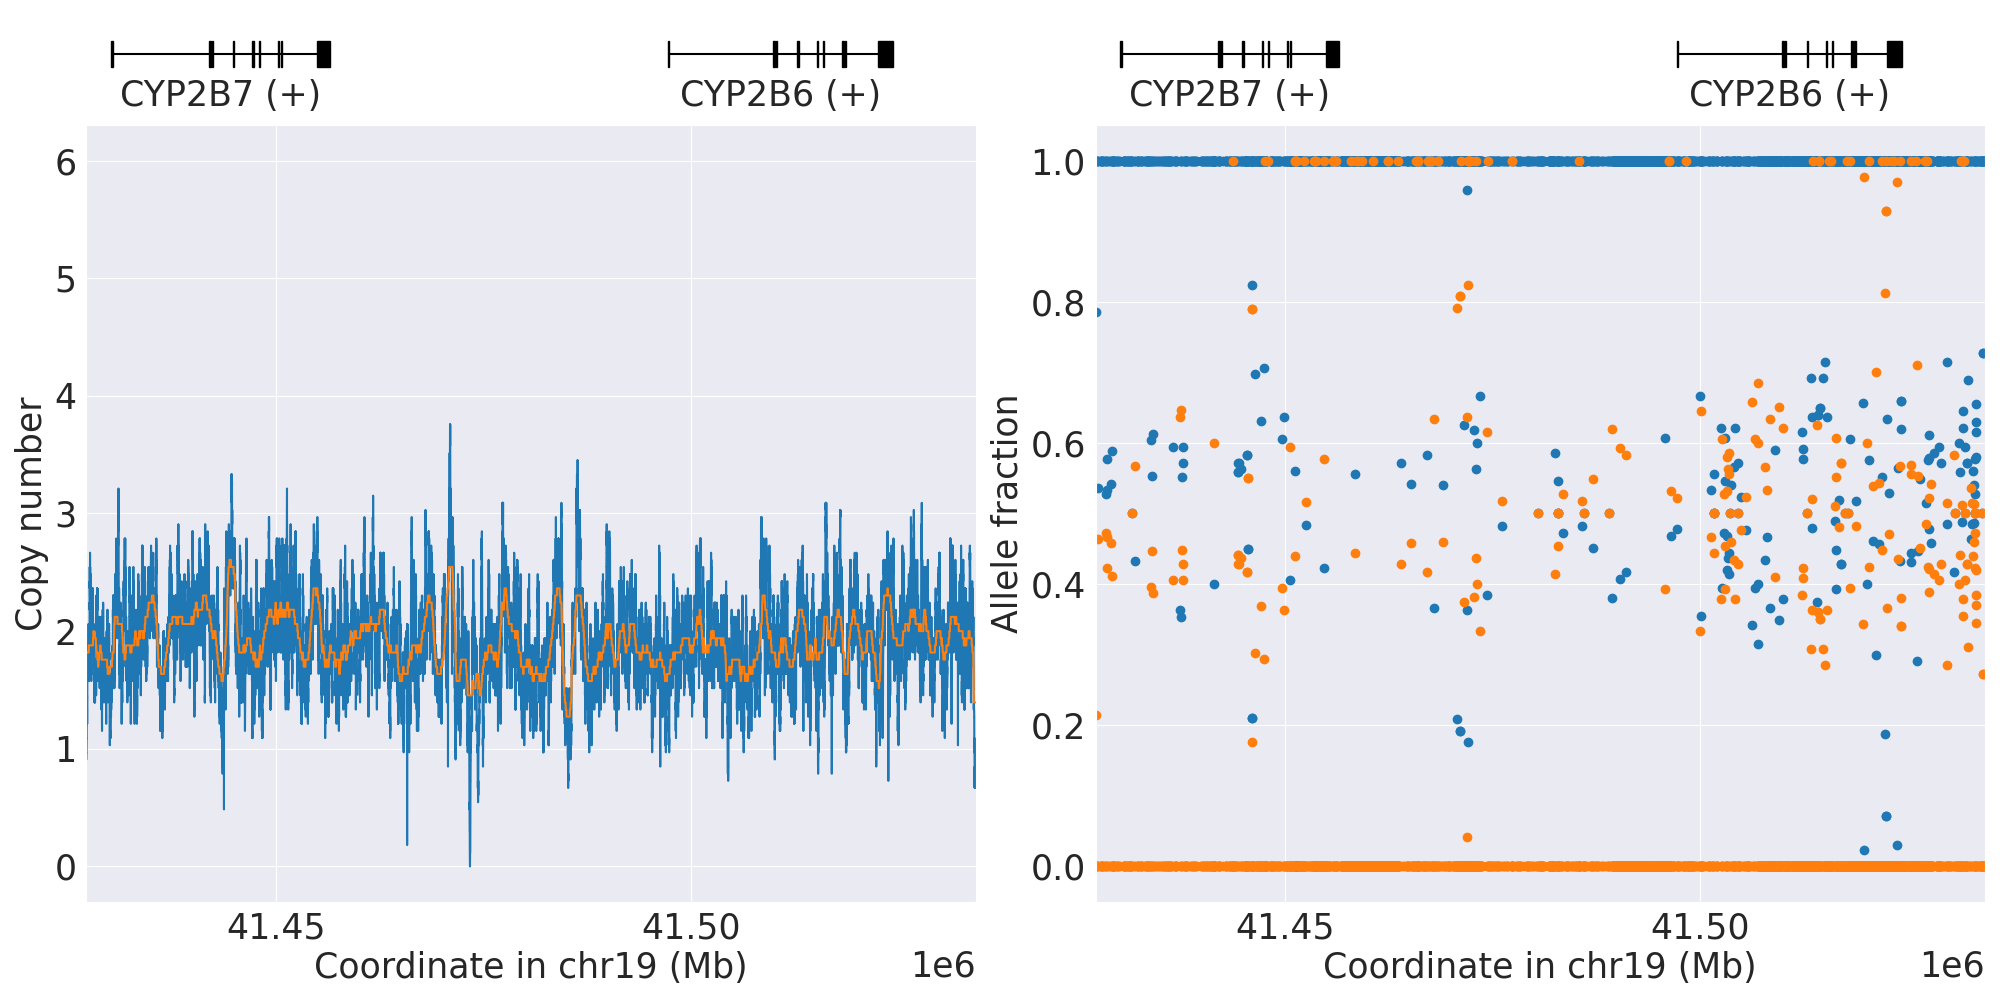 CYP2B7 (+) CYP2B6 (+)
6
5
4
3
2
1
0
Copy number
41.45 41.50
Coordinate in chr19 (Mb) 1e6
CYP2B7 (+) CYP2B6 (+)
1.0
0.8
0.6
0.4
0.2
0.0
Allele fraction
41.45 41.50
Coordinate in chr19 (Mb) 1e6